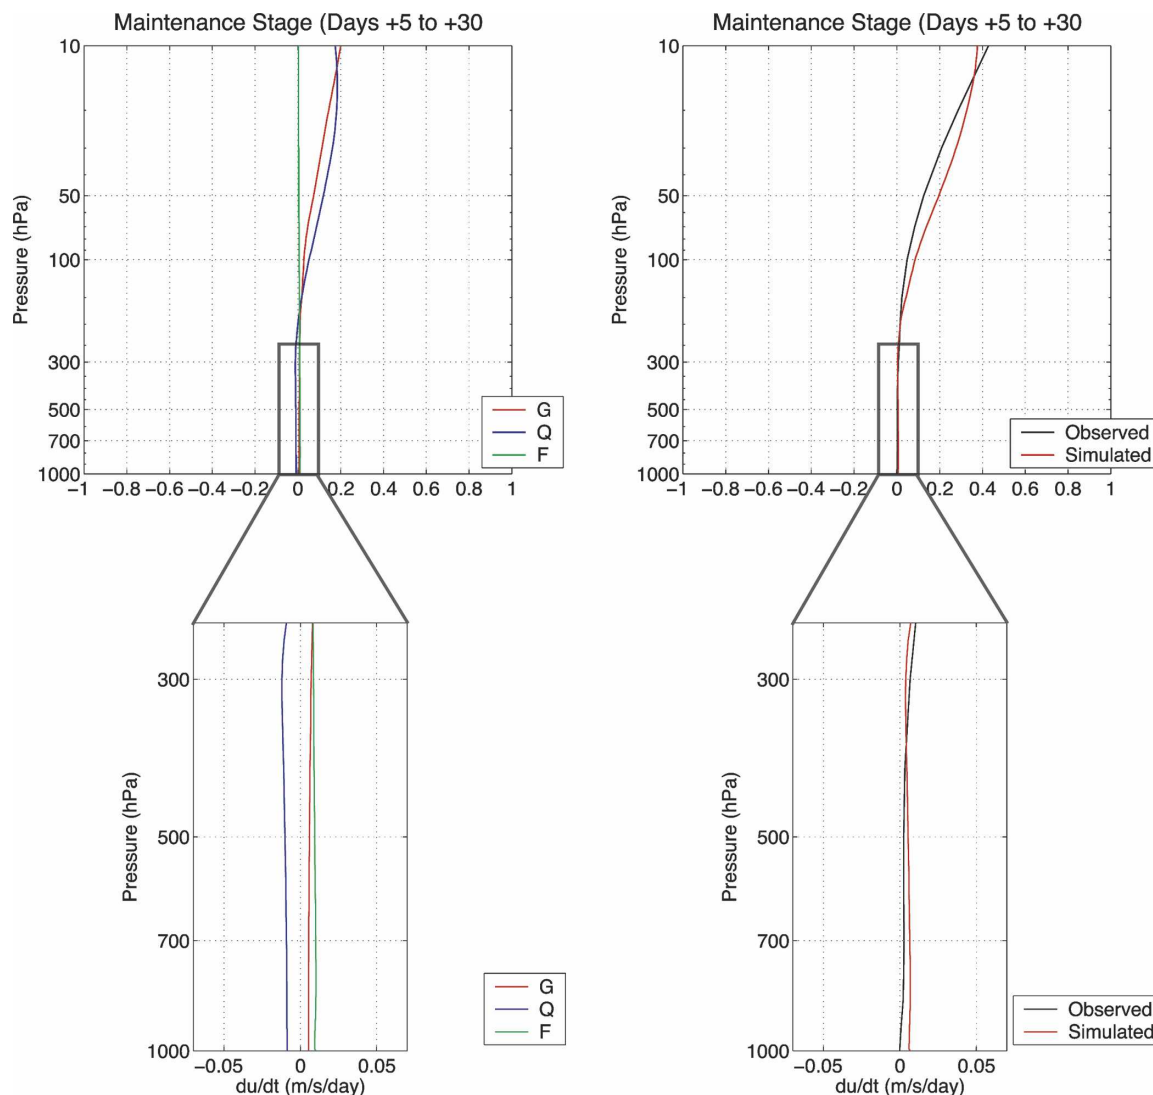 Maintenance Stage (Days +5 to +30
10
50
100
300
500
700
1000
Pressure (hPa)
−1 −0.8 −0.6 −0.4 −0.2 0 0.2 0.4 0.6 0.8 1
G
Q
F
Maintenance Stage (Days +5 to +30
10
50
100
300
500
700
1000
Pressure (hPa)
−1 −0.8 −0.6 −0.4 −0.2 0 0.2 0.4 0.6 0.8 1
Observed
Simulated
300
500
700
1000
Pressure (hPa)
−0.05 0 0.05
du/dt (m/s/day)
G
Q
F
300
500
700
1000
Pressure (hPa)
−0.05 0 0.05
du/dt (m/s/day)
Observed
Simulated